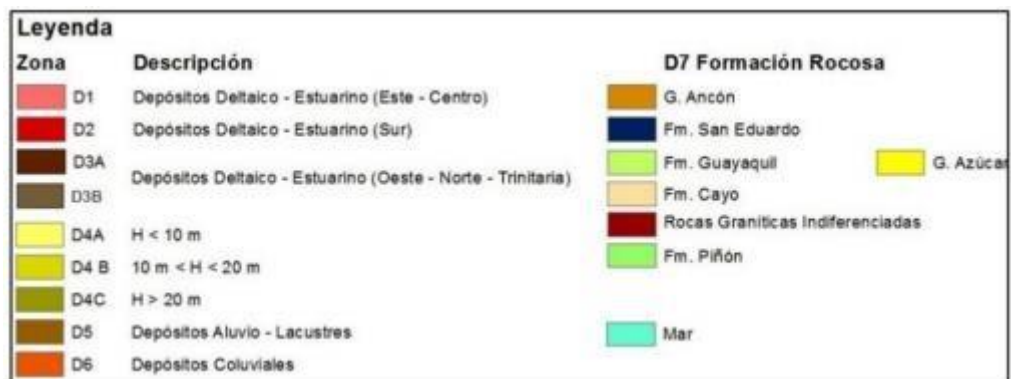 Leyenda
Zona Descripción D7 Formación Rocosa
D1 Depósitos Deltaico - Estuarino (Este - Centro) G. Ancón
D2 Depósitos Deltaico - Estuarino (Sur) Fm. San Eduardo
D3A Fm. Guayaquil G. Azúcar
Depósitos Deltaico - Estuarino (Oeste - Norte - Trinitaria)
D3B Fm. Cayo
Rocas Graníticas Indiferenciadas
D4A H < 10 m
D4 B 10 m < H < 20 m Fm. Piñón
D4C H > 20 m
D5 Depósitos Aluvio - Lacustres Mar
D6 Depósitos Coluviales